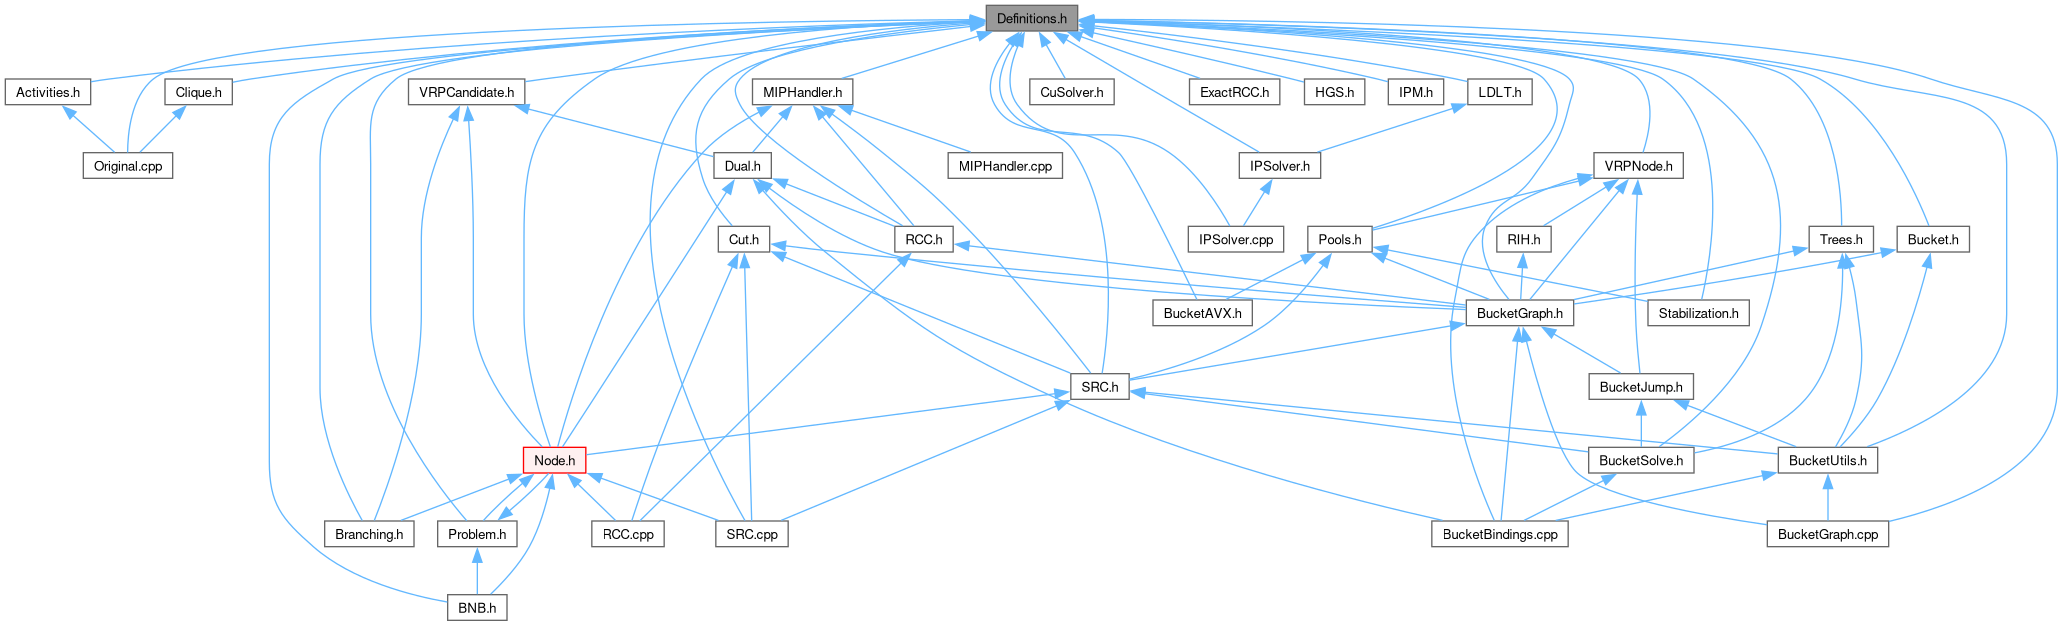 Definitions.h
Activities.h
Clique.h
VRPCandidate.h
MIPHandler.h
CuSolver.h
ExactRCC.h
HGS.h
IPM.h
LDLT.h
Original.cpp
Dual.h
MIPHandler.cpp
IPSolver.h
VRPNode.h
Cut.h
RCC.h
IPSolver.cpp
Pools.h
RIH.h
Trees.h
Bucket.h
BucketAVX.h
BucketGraph.h
Stabilization.h
SRC.h
BucketJump.h
Node.h
BucketSolve.h
BucketUtils.h
Branching.h
Problem.h
RCC.cpp
SRC.cpp
BucketBindings.cpp
BucketGraph.cpp
BNB.h